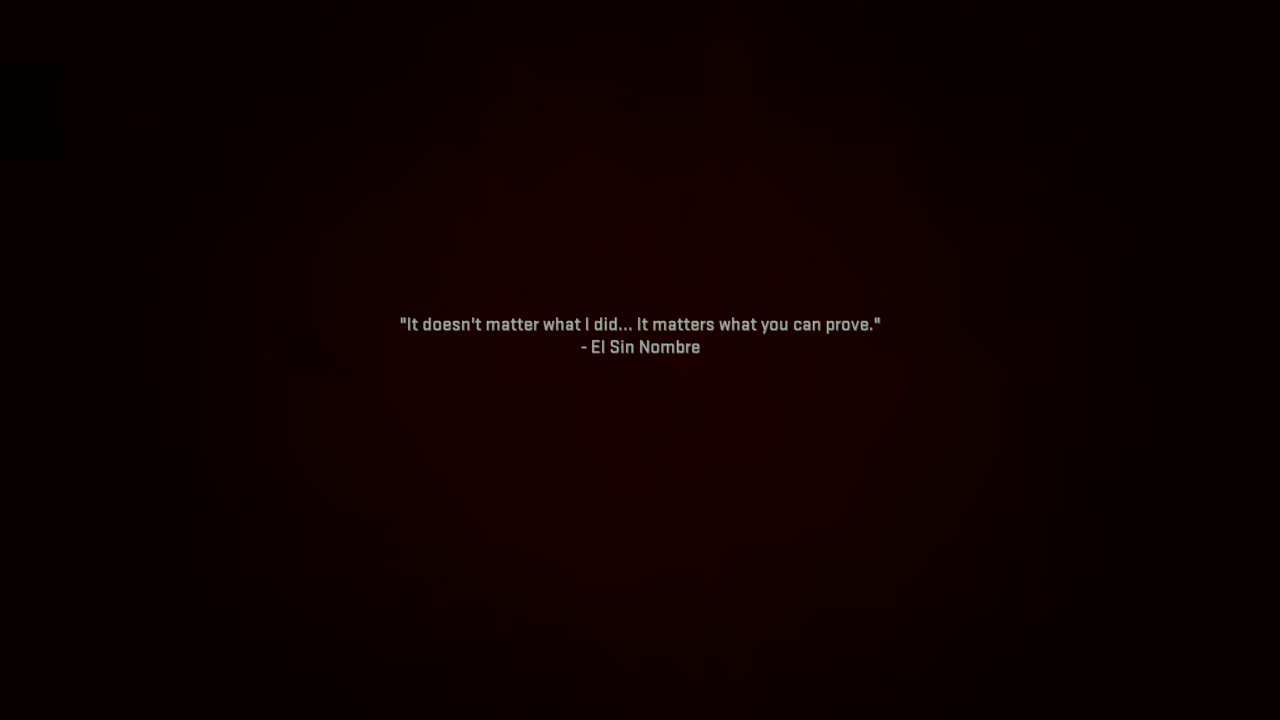 "It doesn't matter what I did... It matters what you can prove."
- El Sin Nombre